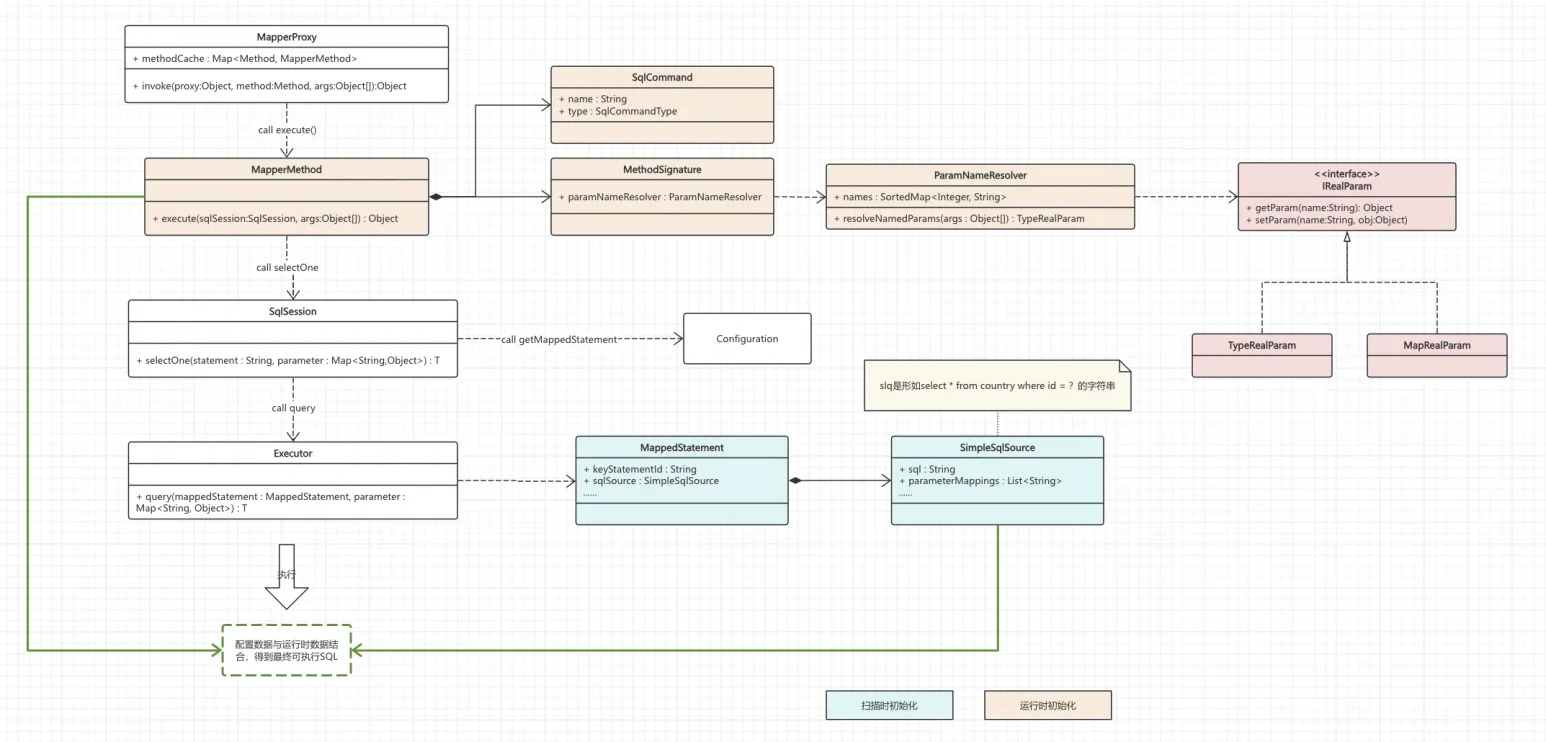 MapperProxy
+ methodCache : Map<Method, MapperMethod>
+ invoke(proxy:Object, method:Method, args:Object[]):Object
call execute()
MapperMethod
+ execute(sqlSession:SqlSession, args:Object[]) : Object
SqlCommand
+ name : String
+ type : SqlCommandType
MethodSignature
+ paramNameResolver : ParamNameResolver
ParamNameResolver
+ names : SortedMap<Integer, String>
+ resolveNamedParams(args : Object[]) : TypeRealParam
<<interface>>
IRealParam
+ getParam(name:String): Object
+ setParam(name:String, obj:Object)
TypeRealParam
MapRealParam
call selectOne
SqlSession
+ selectOne(statement : String, parameter : Map<String,Object>) : T
call getMappedStatement
Configuration
call query
Executor
+ query(mappedStatement : MappedStatement, parameter :
Map<String, Object>) : T
MappedStatement
+ keyStatementId : String
+ sqlSource : SimpleSqlSource
......
slq是形如select * from country where id = ? 的字符串
SimpleSqlSource
+ sql : String
+ parameterMappings : List<String>
......
执行
配置数据与运行时数据结
合，得到最终可执行SQL
扫描时初始化
运行时初始化